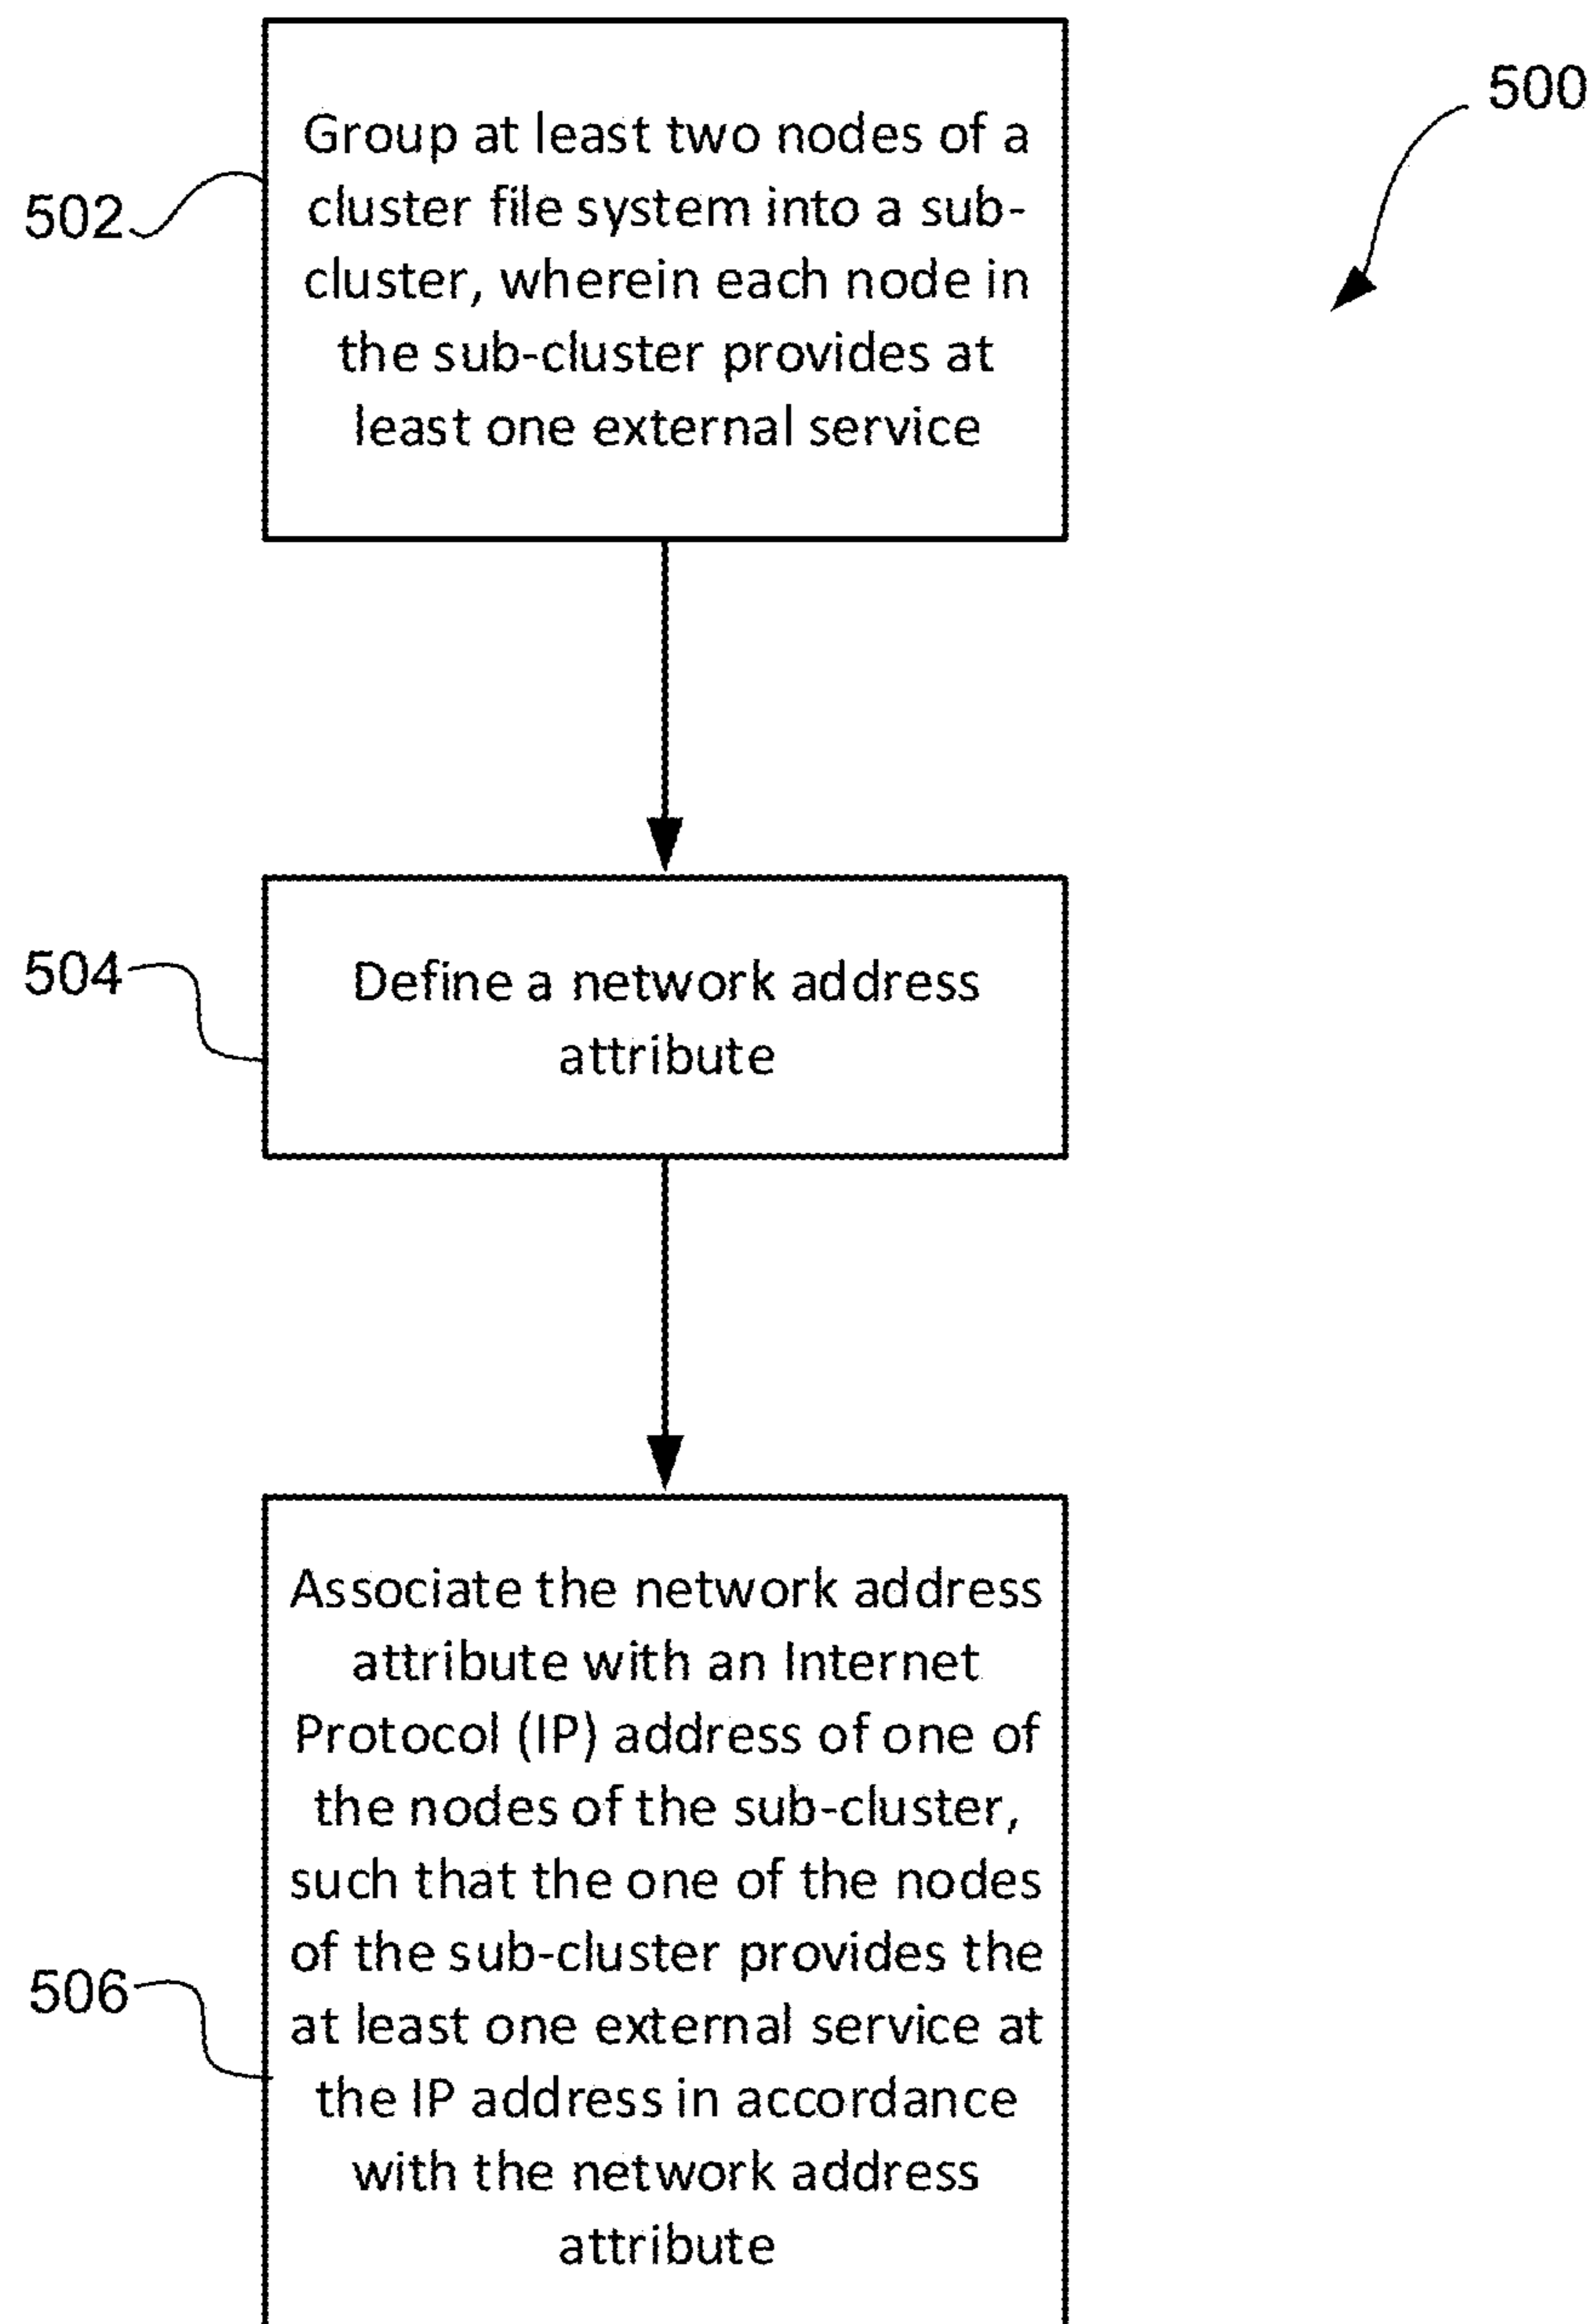 500
502
Group at least two nodes of a
cluster file system into a sub-
cluster, wherein each node in
the sub-cluster provides at
least one external service
504
Define a network address
attribute
506
Associate the network address
attribute with an Internet
Protocol (IP) address of one of
the nodes of the sub-cluster,
such that the one of the nodes
of the sub-cluster provides the
at least one external service at
the IP address in accordance
with the network address
attribute